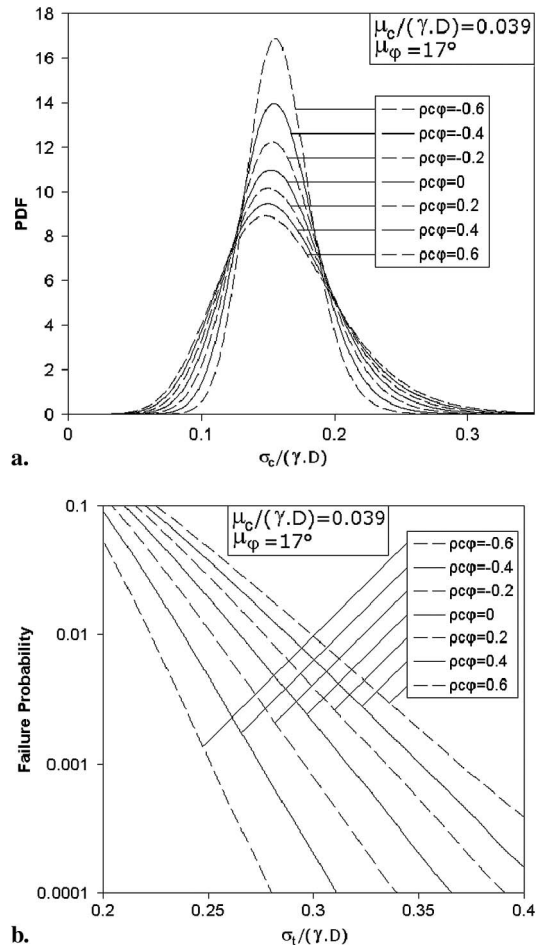 μc/(γ.D)=0.039
μφ=17°
18
16
14
12
10
8
6
4
2
0
PDF
ρcφ=-0.6
ρcφ=-0.4
ρcφ=-0.2
ρcφ=0
ρcφ=0.2
ρcφ=0.4
ρcφ=0.6
0 0.1 0.2 0.3
σc/(γ.D)
a.
μc/(γ.D)=0.039
μφ=17°
0.1
0.01
0.001
0.0001
Failure Probability
ρcφ=-0.6
ρcφ=-0.4
ρcφ=-0.2
ρcφ=0
ρcφ=0.2
ρcφ=0.4
ρcφ=0.6
0.2 0.25 0.3 0.35 0.4
σt/(γ.D)
b.